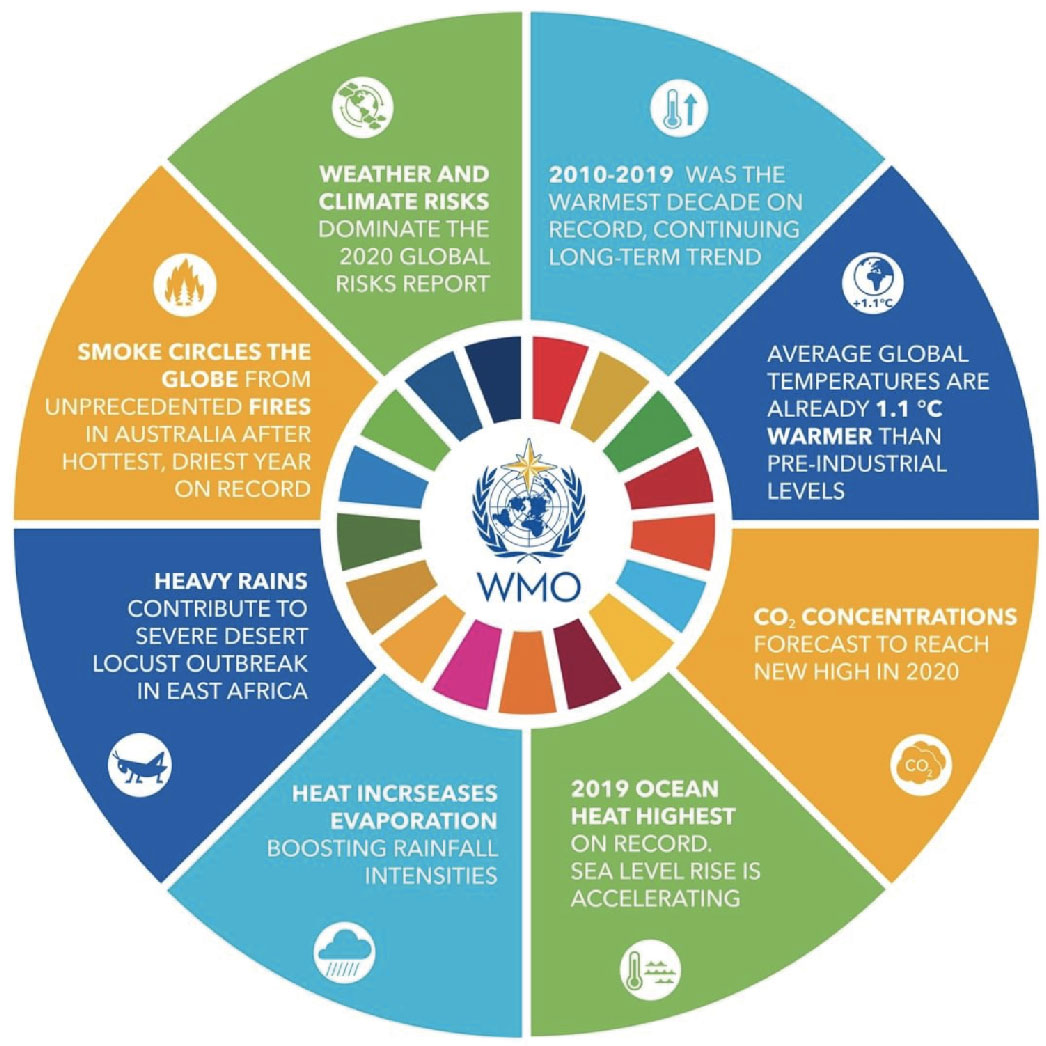 WEATHER AND
CLIMATE RISKS
DOMINATE THE
2020 GLOBAL
RISKS REPORT
2010-2019 WAS THE
WARMEST DECADE ON
RECORD, CONTINUING
LONG-TERM TREND
+1.1°C
AVERAGE GLOBAL
TEMPERATURES ARE
ALREADY 1.1 °C
WARMER THAN
PRE-INDUSTRIAL
LEVELS
CO₂ CONCENTRATIONS
FORECAST TO REACH
NEW HIGH IN 2020
CO₂
2019 OCEAN
HEAT HIGHEST
ON RECORD.
SEA LEVEL RISE IS
ACCELERATING
HEAT INCRSEASES
EVAPORATION
BOOSTING RAINFALL
INTENSITIES
HEAVY RAINS
CONTRIBUTE TO
SEVERE DESERT
LOCUST OUTBREAK
IN EAST AFRICA
SMOKE CIRCLES THE
GLOBE FROM
UNPRECEDENTED FIRES
IN AUSTRALIA AFTER
HOTTEST, DRIEST YEAR
ON RECORD
WMO